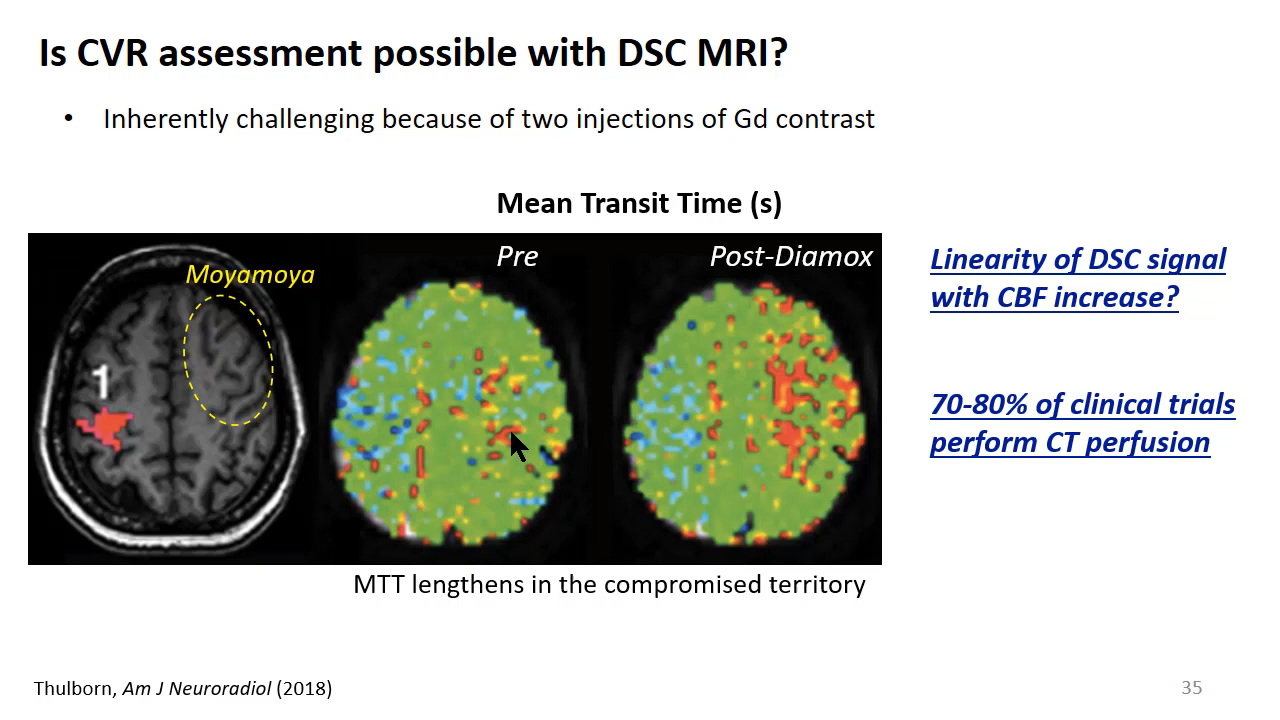 Is CVR assessment possible with DSC MRI?
• Inherently challenging because of two injections of Gd contrast
Mean Transit Time (s)
Moyamoya
Pre
Post-Diamox
1
Linearity of DSC signal
with CBF increase?
70-80% of clinical trials
perform CT perfusion
MTT lengthens in the compromised territory
Thulborn, Am J Neuroradiol (2018)
35